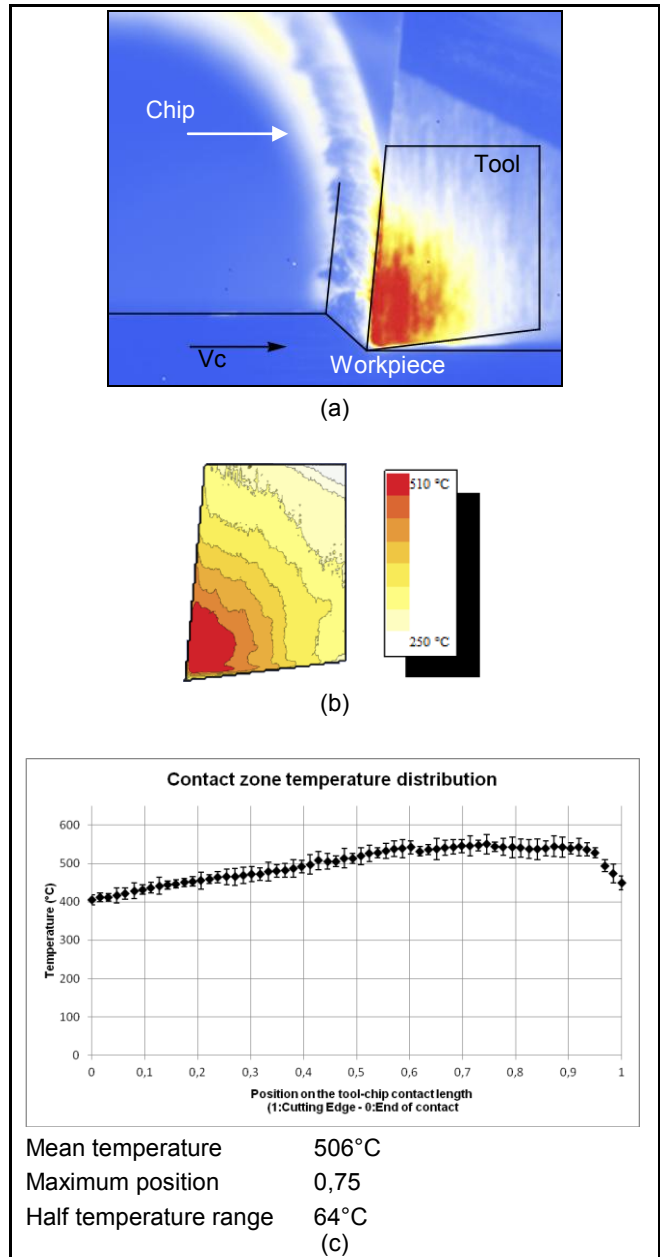 Chip
Tool
Vc
Workpiece
(a)
510 °C
250 °C
(b)
Contact zone temperature distribution
600
500
400
300
200
100
0
Temperature (°C)
0 0,1 0,2 0,3 0,4 0,5 0,6 0,7 0,8 0,9 1
Position on the tool-chip contact length
(1:Cutting Edge - 0:End of contact
Mean temperature 506°C
Maximum position 0,75
Half temperature range 64°C
(c)